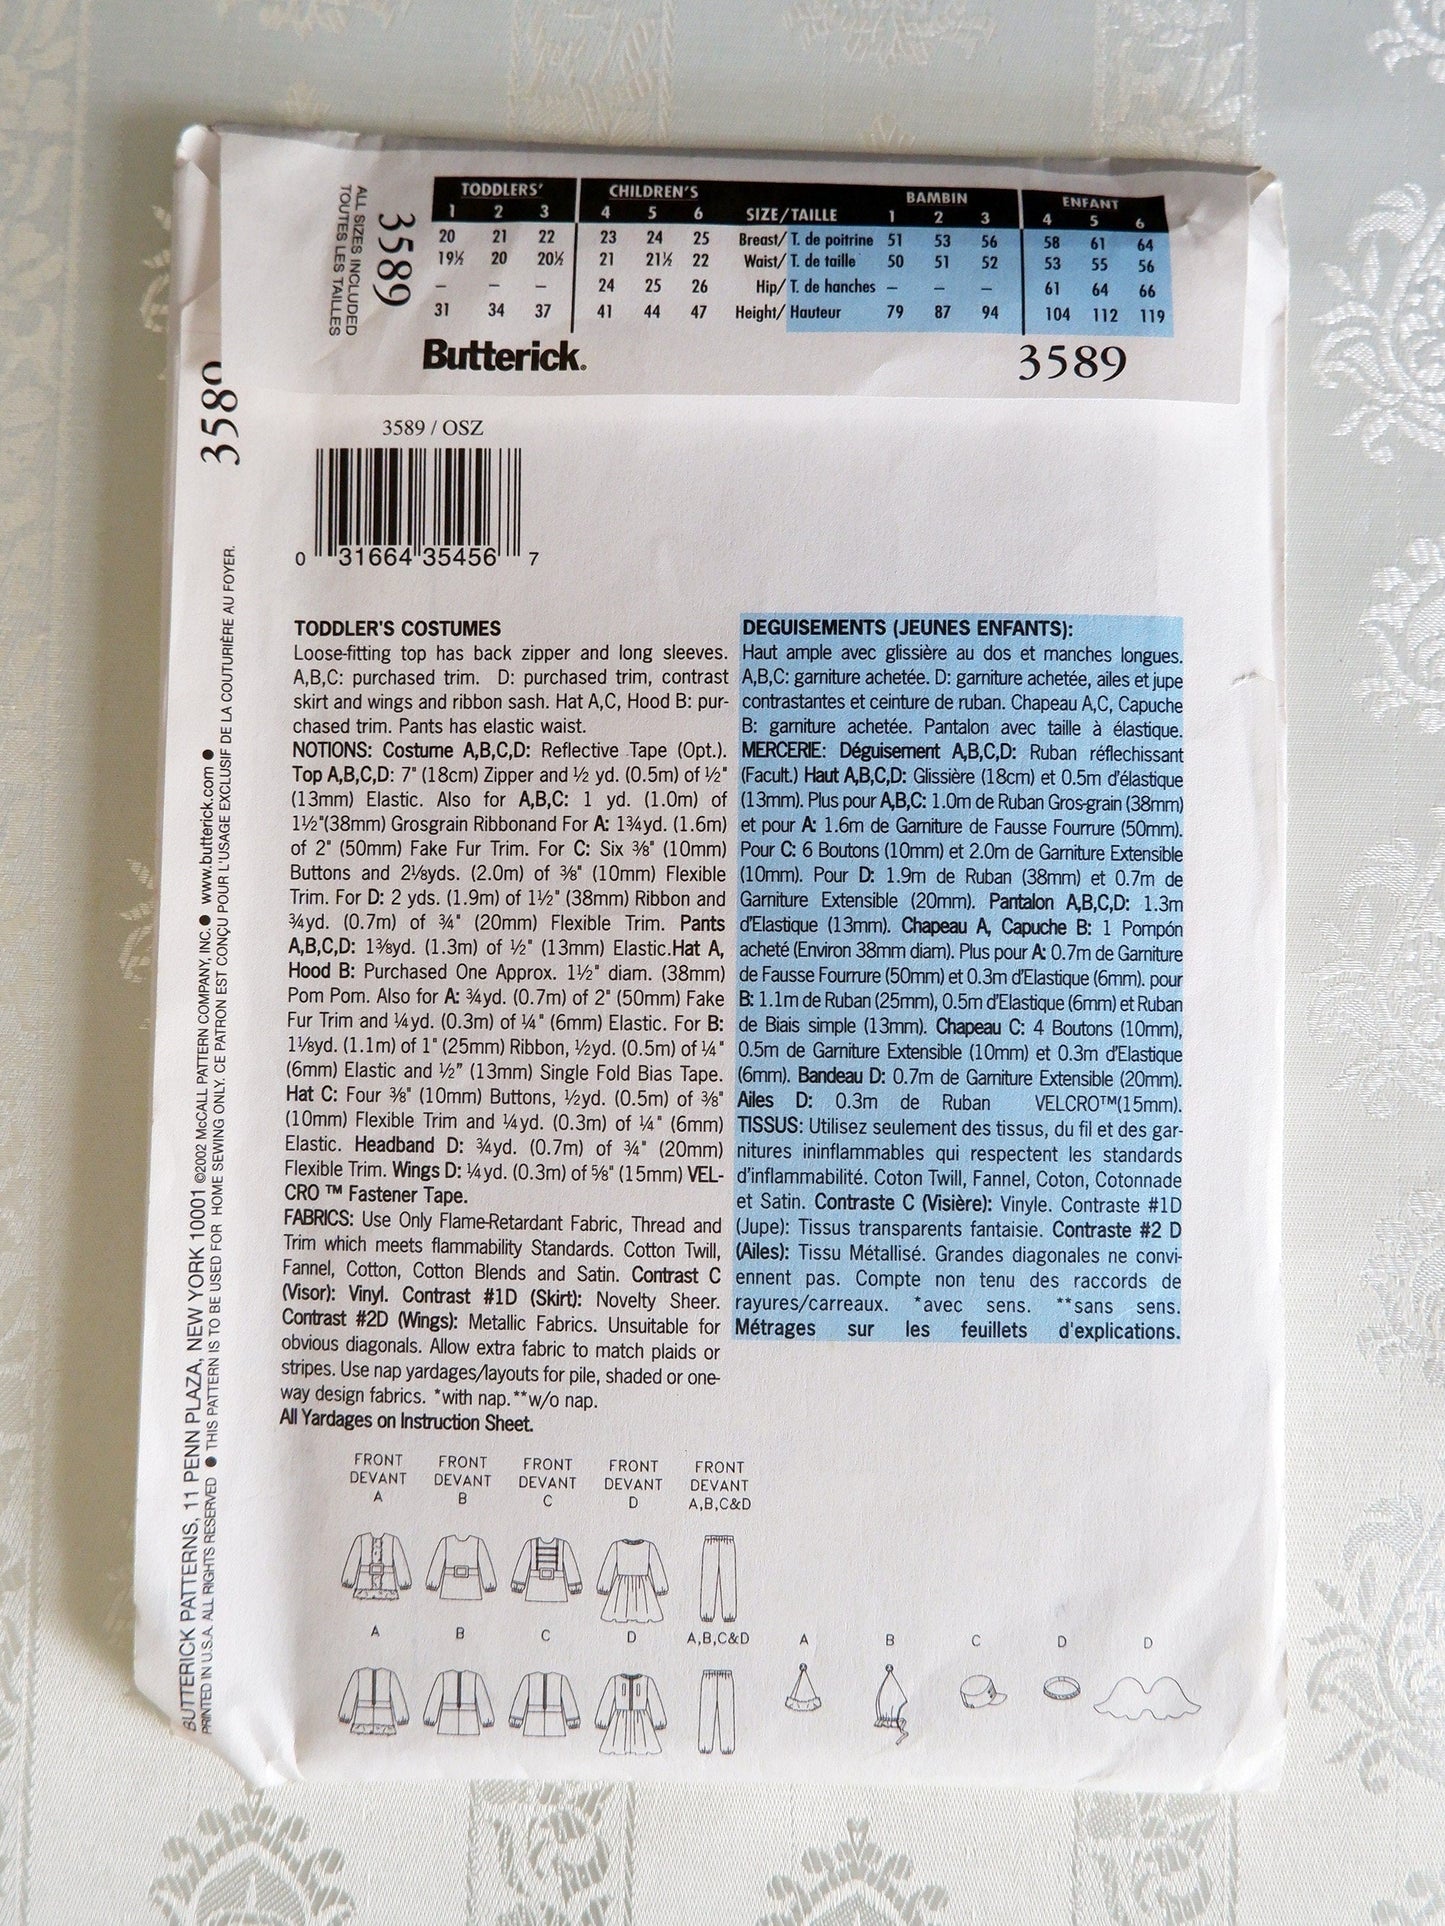 ALL SIZES INCLUDED
TOUTES LES TAILLES
3589
TODDLERS' CHILDREN'S BAMBIN ENFANT
1 2 3 4 5 6 SIZE/TAILLE 1 2 3 4 5 6
20 21 22 23 24 25 Breast/T. de poitrine 51 53 56 58 61 64
19½ 20 20½ 21 21½ 22 Waist/T. de taille 50 51 52 53 55 56
– – – 24 25 26 Hip/T. de hanches – – – 61 64 66
31 34 37 41 44 47 Height/Hauteur 79 87 94 104 112 119
Butterick. 3589
3589
3589 / OSZ
0 31664 35456 7
TODDLER'S COSTUMES
Loose-fitting top has back zipper and long sleeves.
A,B,C: purchased trim. D: purchased trim, contrast
skirt and wings and ribbon sash. Hat A,C, Hood B: pur-
chased trim. Pants has elastic waist.
NOTIONS: Costume A,B,C,D: Reflective Tape (Opt.).
Top A,B,C,D: 7" (18cm) Zipper and ½ yd. (0.5m) of ½"
(13mm) Elastic. Also for A,B,C: 1 yd. (1.0m) of
1½"(38mm) Grosgrain Ribbonand For A: 1¾yd. (1.6m)
of 2" (50mm) Fake Fur Trim. For C: Six ⅜" (10mm)
Buttons and 2⅛yds. (2.0m) of ⅜" (10mm) Flexible
Trim. For D: 2 yds. (1.9m) of 1½" (38mm) Ribbon and
¾yd. (0.7m) of ¾" (20mm) Flexible Trim. Pants
A,B,C,D: 1⅜yd. (1.3m) of ½" (13mm) Elastic.Hat A,
Hood B: Purchased One Approx. 1½" diam. (38mm)
Pom Pom. Also for A: ¾yd. (0.7m) of 2" (50mm) Fake
Fur Trim and ¼yd. (0.3m) of ¼" (6mm) Elastic. For B:
1⅛yd. (1.1m) of 1" (25mm) Ribbon, ½yd. (0.5m) of ¼"
(6mm) Elastic and ½” (13mm) Single Fold Bias Tape.
Hat C: Four ⅜" (10mm) Buttons, ½yd. (0.5m) of ⅜"
(10mm) Flexible Trim and ¼yd. (0.3m) of ¼" (6mm)
Elastic. Headband D: ¾yd. (0.7m) of ¾" (20mm)
Flexible Trim. Wings D: ¼yd. (0.3m) of ⅝" (15mm) VEL-
CRO ™ Fastener Tape.
FABRICS: Use Only Flame-Retardant Fabric, Thread and
Trim which meets flammability Standards. Cotton Twill,
Fannel, Cotton, Cotton Blends and Satin. Contrast C
(Visor): Vinyl. Contrast #1D (Skirt): Novelty Sheer.
Contrast #2D (Wings): Metallic Fabrics. Unsuitable for
obvious diagonals. Allow extra fabric to match plaids or
stripes. Use nap yardages/layouts for pile, shaded or one-
way design fabrics. *with nap.**w/o nap.
All Yardages on Instruction Sheet.
DEGUISEMENTS (JEUNES ENFANTS):
Haut ample avec glissière au dos et manches longues.
A,B,C: garniture achetée. D: garniture achetée, ailes et jupe
contrastantes et ceinture de ruban. Chapeau A,C, Capuche
B: garniture achetée. Pantalon avec taille à élastique.
MERCERIE: Déguisement A,B,C,D: Ruban réflechissant
(Facult.) Haut A,B,C,D: Glissière (18cm) et 0.5m d'élastique
(13mm). Plus pour A,B,C: 1.0m de Ruban Gros-grain (38mm)
et pour A: 1.6m de Garniture de Fausse Fourrure (50mm).
Pour C: 6 Boutons (10mm) et 2.0m de Garniture Extensible
(10mm). Pour D: 1.9m de Ruban (38mm) et 0.7m de
Garniture Extensible (20mm). Pantalon A,B,C,D: 1.3m
d'Elastique (13mm). Chapeau A, Capuche B: 1 Pompón
acheté (Environ 38mm diam). Plus pour A: 0.7m de Garniture
de Fausse Fourrure (50mm) et 0.3m d'Elastique (6mm). pour
B: 1.1m de Ruban (25mm), 0.5m d'Elastique (6mm) et Ruban
de Biais simple (13mm). Chapeau C: 4 Boutons (10mm),
0.5m de Garniture Extensible (10mm) et 0.3m d'Elastique
(6mm). Bandeau D: 0.7m de Garniture Extensible (20mm).
Ailes D: 0.3m de Ruban VELCRO™(15mm).
TISSUS: Utilisez seulement des tissus, du fil et des gar-
nitures ininflammables qui respectent les standards
d'inflammabilité. Coton Twill, Fannel, Coton, Cotonnade
et Satin. Contraste C (Visière): Vinyle. Contraste #1D
(Jupe): Tissus transparents fantaisie. Contraste #2 D
(Ailes): Tissu Métallisé. Grandes diagonales ne convi-
ennent pas. Compte non tenu des raccords de
rayures/carreaux. *avec sens. **sans sens.
Métrages sur les feuillets d'explications.
FRONT FRONT FRONT FRONT FRONT
DEVANT DEVANT DEVANT DEVANT DEVANT
A B C D A,B,C&D
A B C D A,B,C&D A B C D D
BUTTERICK PATTERNS, 11 PENN PLAZA, NEW YORK 10001 ©2002 McCALL PATTERN COMPANY, INC. ● www.butterick.com ●
PRINTED IN U.S.A. ALL RIGHTS RESERVED ● THIS PATTERN IS TO BE USED FOR HOME SEWING ONLY. CE PATRON EST CONÇU POUR L'USAGE EXCLUSIF DE LA COUTURIÈRE AU FOYER.